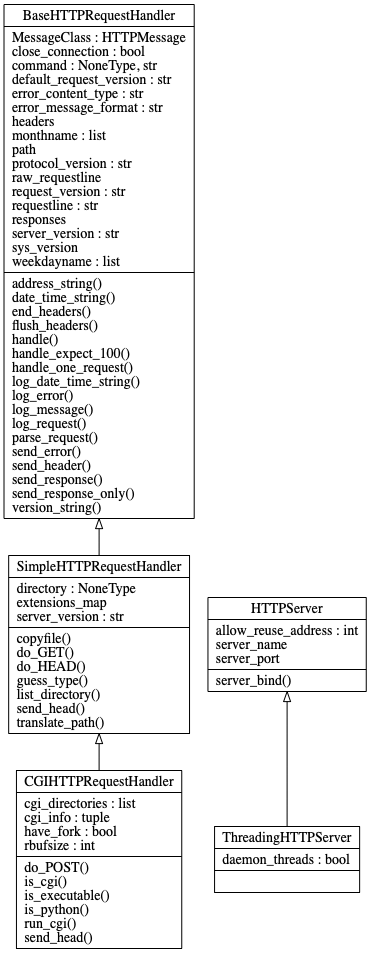 BaseHTTPRequestHandler
MessageClass : HTTPMessage
close_connection : bool
command : NoneType, str
default_request_version : str
error_content_type : str
error_message_format : str
headers
monthname : list
path
protocol_version : str
raw_requestline
request_version : str
requestline : str
responses
server_version : str
sys_version
weekdayname : list
address_string()
date_time_string()
end_headers()
flush_headers()
handle()
handle_expect_100()
handle_one_request()
log_date_time_string()
log_error()
log_message()
log_request()
parse_request()
send_error()
send_header()
send_response()
send_response_only()
version_string()
SimpleHTTPRequestHandler
directory : NoneType
extensions_map
server_version : str
copyfile()
do_GET()
do_HEAD()
guess_type()
list_directory()
send_head()
translate_path()
HTTPServer
allow_reuse_address : int
server_name
server_port
server_bind()
CGIHTTPRequestHandler
cgi_directories : list
cgi_info : tuple
have_fork : bool
rbufsize : int
do_POST()
is_cgi()
is_executable()
is_python()
run_cgi()
send_head()
ThreadingHTTPServer
daemon_threads : bool